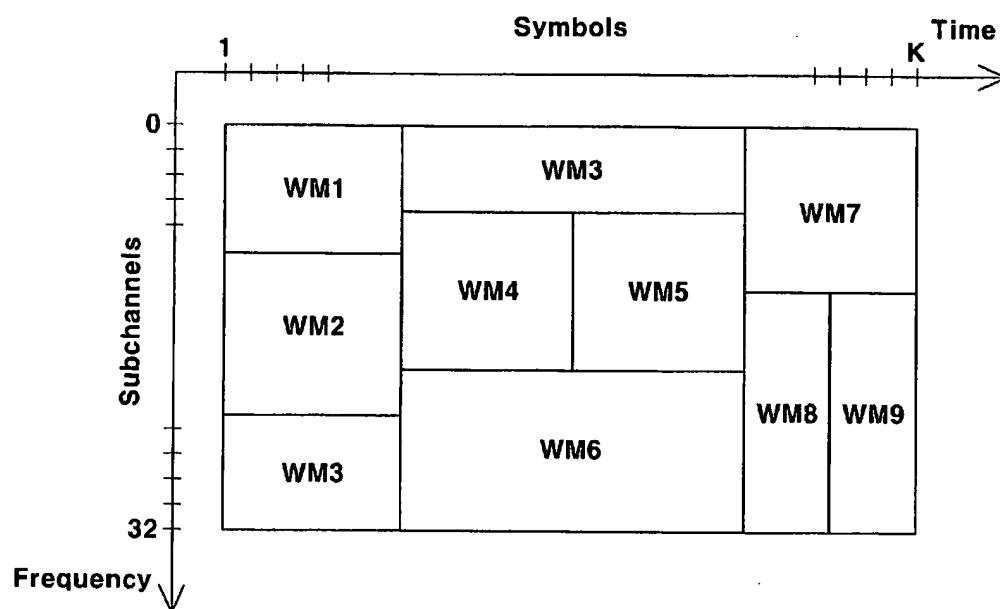 Symbols
Time
1
K
0
WM1
WM3
WM7
WM4
WM5
WM2
Subchannels
WM8
WM9
WM6
WM3
32
Frequency